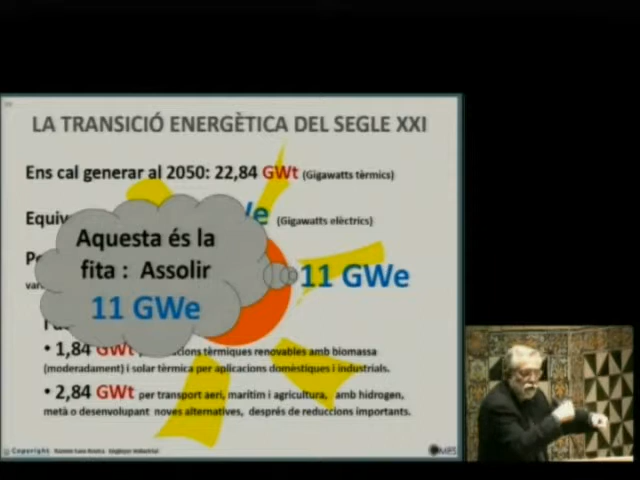 LA TRANSICIÓ ENERGÈTICA DEL SEGLE XXI
Ens cal generar al 2050: 22,84 GWt (Gigawatts tèrmics)
Equiv e (Gigawatts elèctrics)
Aquesta és la
fita : Assolir
11 GWe
11 GWe
• 1,84 GWt cions tèrmiques renovables amb biomassa
(moderadament) i solar tèrmica per aplicacions domèstiques i industrials.
• 2,84 GWt per transport aeri, marítim i agricultura, amb hidrogen,
metà o desenvolupant noves alternatives, després de reduccions importants.
© Copyright